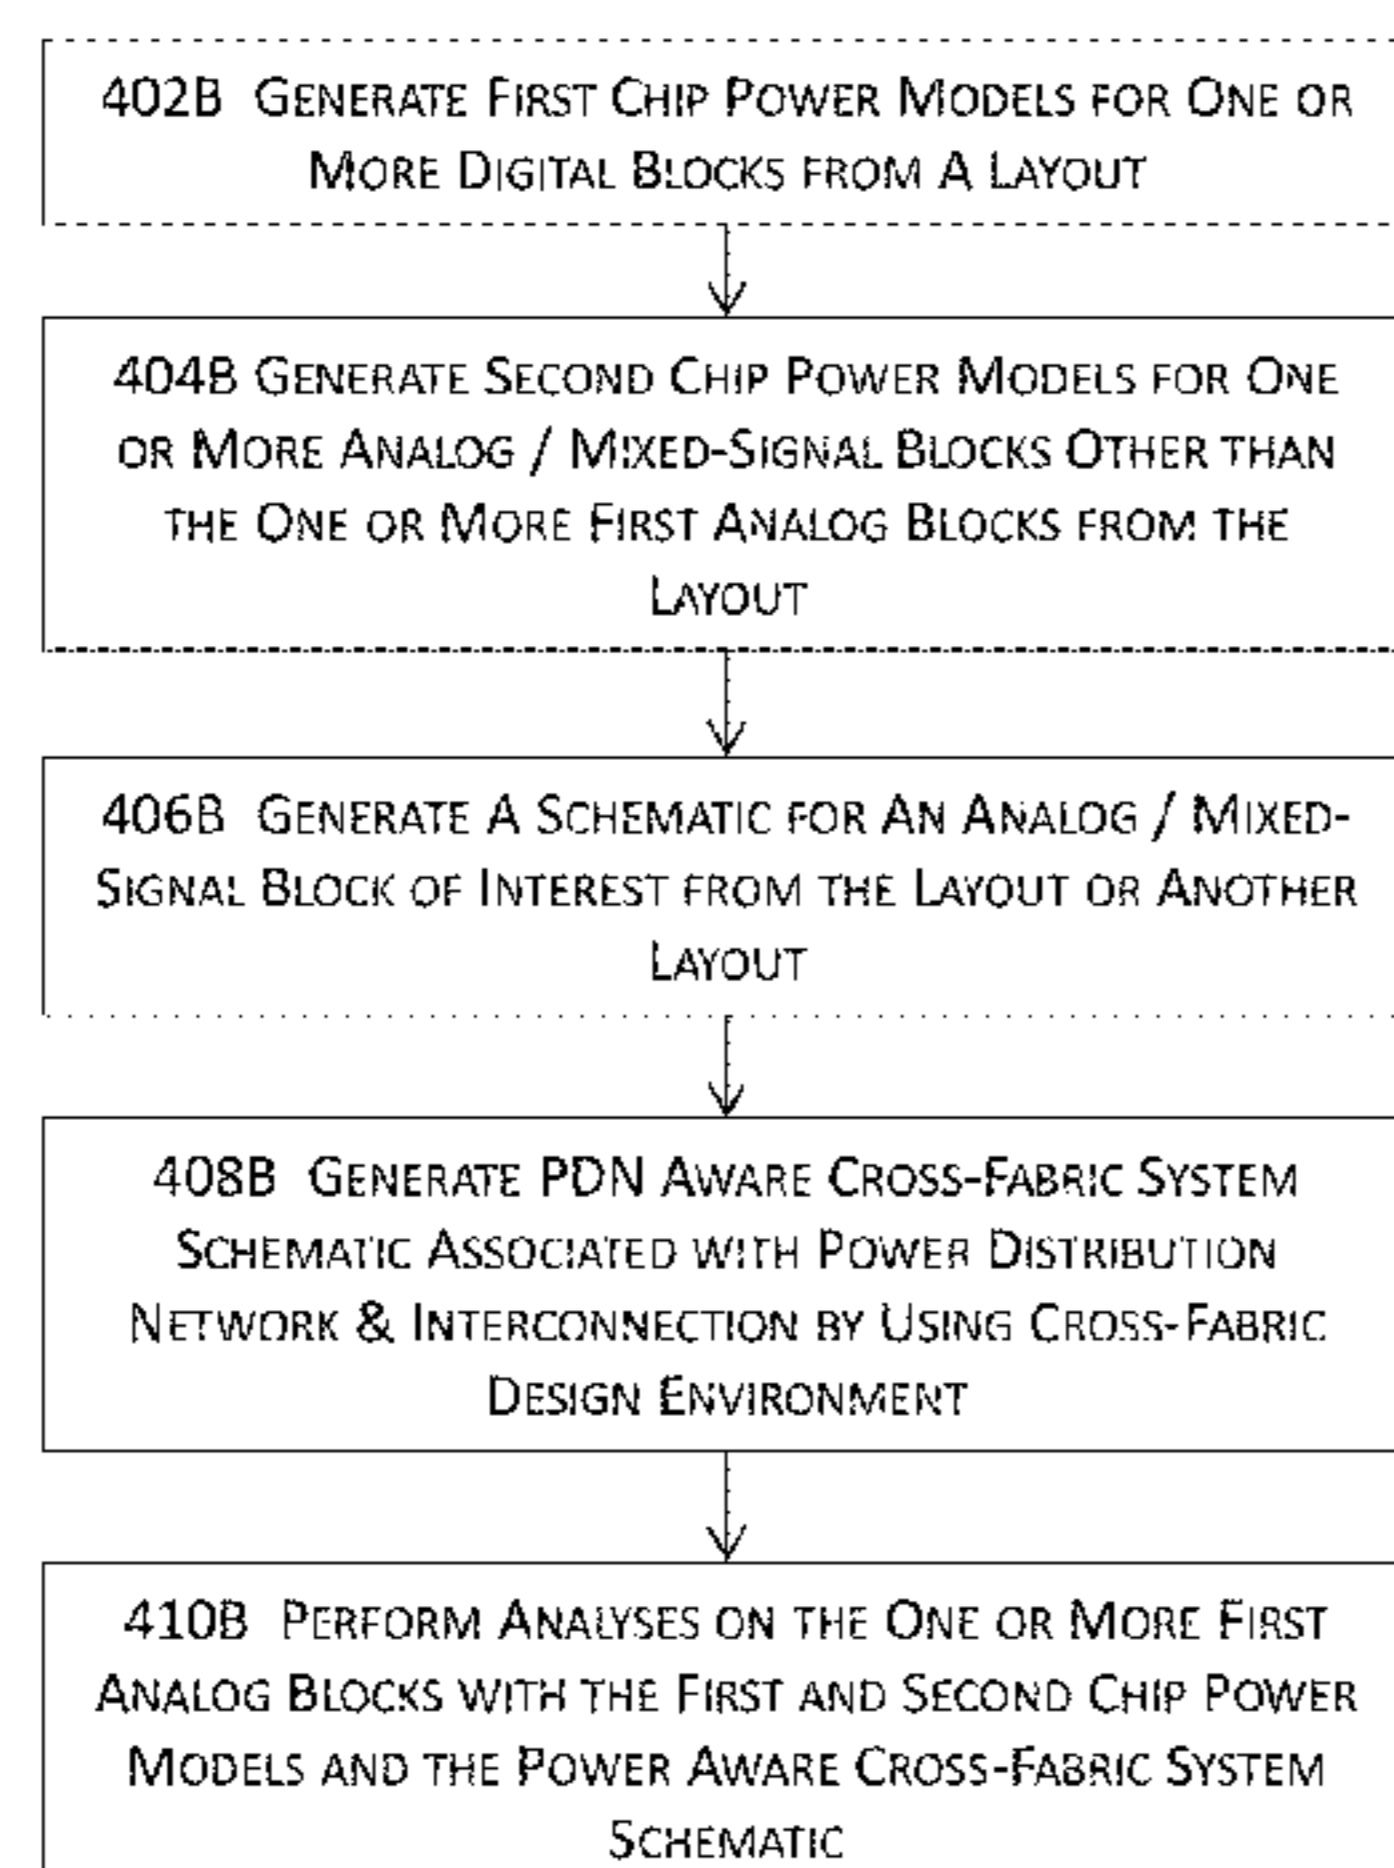 402B GENERATE FIRST CHIP POWER MODELS FOR ONE OR
MORE DIGITAL BLOCKS FROM A LAYOUT
404B GENERATE SECOND CHIP POWER MODELS FOR ONE
OR MORE ANALOG / MIXED-SIGNAL BLOCKS OTHER THAN
THE ONE OR MORE FIRST ANALOG BLOCKS FROM THE
LAYOUT
406B GENERATE A SCHEMATIC FOR AN ANALOG / MIXED-
SIGNAL BLOCK OF INTEREST FROM THE LAYOUT OR ANOTHER
LAYOUT
408B GENERATE PDN AWARE CROSS-FABRIC SYSTEM
SCHEMATIC ASSOCIATED WITH POWER DISTRIBUTION
NETWORK & INTERCONNECTION BY USING CROSS-FABRIC
DESIGN ENVIRONMENT
410B PERFORM ANALYSES ON THE ONE OR MORE FIRST
ANALOG BLOCKS WITH THE FIRST AND SECOND CHIP POWER
MODELS AND THE POWER AWARE CROSS-FABRIC SYSTEM
SCHEMATIC